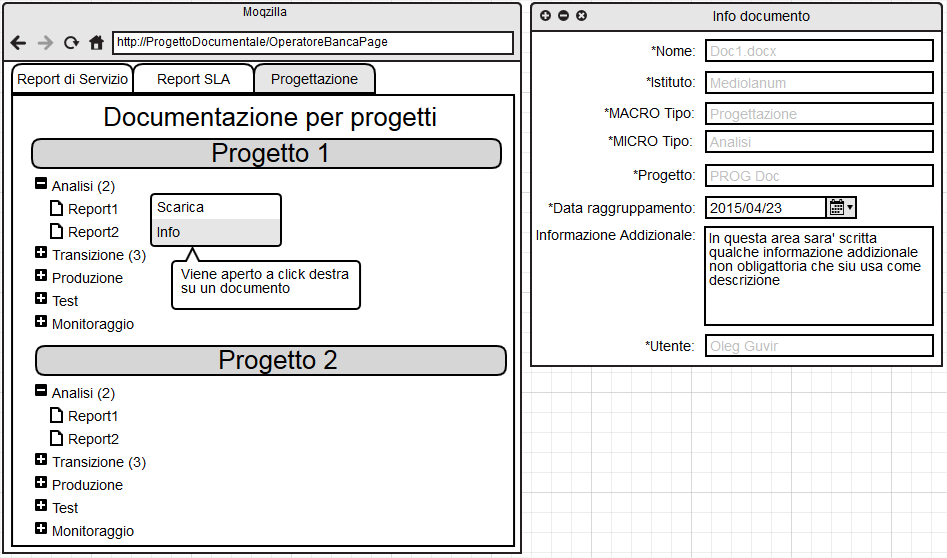 Moqzilla
http://ProgettoDocumentale/OperatoreBancaPage
Report di Servizio
Report SLA
Progettazione
Documentazione per progetti
Progetto 1
Analisi (2)
Report1
Report2
Transizione (3)
Produzione
Test
Monitoraggio
Scarica
Info
Viene aperto a click destra
su un documento
Progetto 2
Analisi (2)
Report1
Report2
Transizione (3)
Produzione
Test
Monitoraggio
Info documento
*Nome: Doc1.docx
*Istituto: Mediolanum
*MACRO Tipo: Progettazione
*MICRO Tipo: Analisi
*Progetto: PROG Doc
*Data raggruppamento: 2015/04/23
Informazione Addizionale: In questa area sara' scritta
qualche informazione addizionale
non obligattoria che siu usa come
descrizione
*Utente: Oleg Guvir